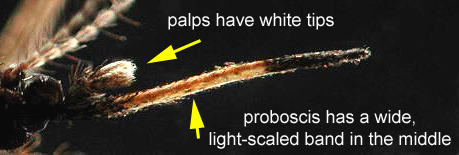 palps have white tips
proboscis has a wide,
light-scaled band in the middle